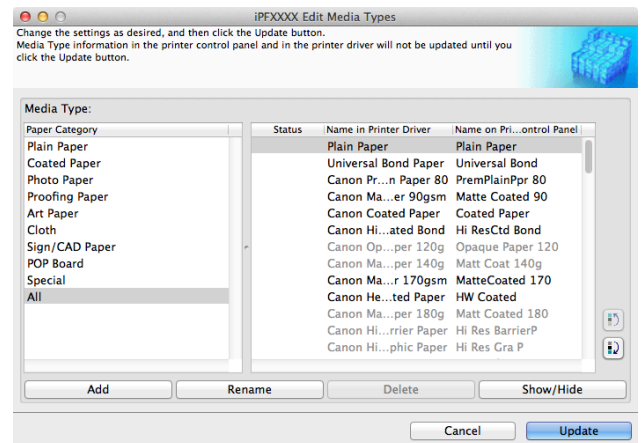 iPFXXXX Edit Media Types
Change the settings as desired, and then click the Update button.
Media Type information in the printer control panel and in the printer driver will not be updated until you
click the Update button.
Media Type:
Paper Category
Plain Paper
Coated Paper
Photo Paper
Proofing Paper
Art Paper
Cloth
Sign/CAD Paper
POP Board
Special
All
Status Name in Printer Driver Name on Pri...ontrol Panel
Plain Paper Plain Paper
Universal Bond Paper Universal Bond
Canon Pr...n Paper 80 PremPlainPpr 80
Canon Ma...er 90gsm Matte Coated 90
Canon Coated Paper Coated Paper
Canon Hi...ated Bond Hi ResCtd Bond
Canon Op...per 120g Opaque Paper 120
Canon Ma...per 140g Matt Coat 140g
Canon Ma...r 170gsm MatteCoated 170
Canon He...ted Paper HW Coated
Canon Ma...per 180g Matt Coated 180
Canon Hi...rrier Paper Hi Res BarrierP
Canon Hi...phic Paper Hi Res Gra P
Add Rename Delete Show/Hide
Cancel Update